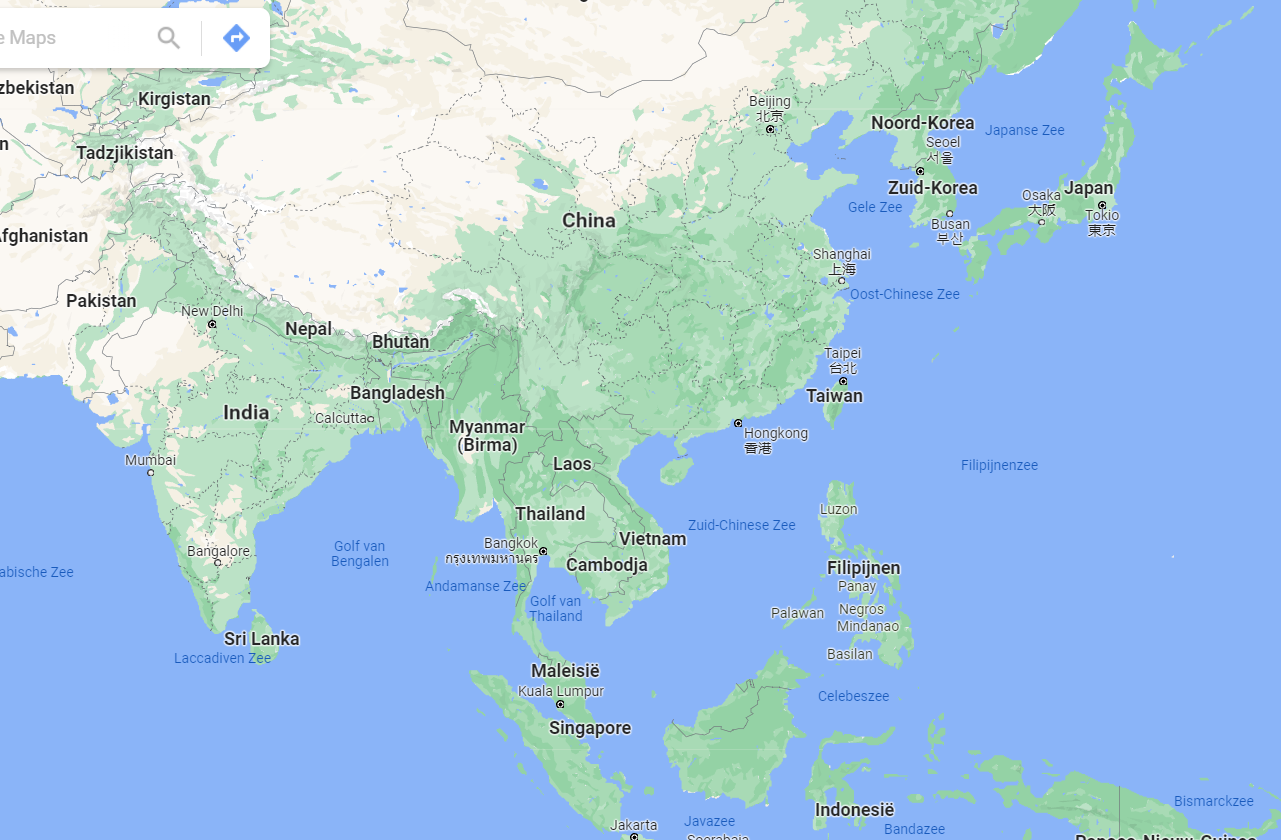 e Maps
zbekistan
Kirgistan
Beijing
北京
Noord-Korea
Japanse Zee
n
Tadzjikistan
Seoel
서울
Zuid-Korea
Japan
Osaka
大阪
Gele Zee
Tokio
東京
China
Busan
부산
Afghanistan
Shanghai
上海
Pakistan
Oost-Chinese Zee
New Delhi
Nepal
Bhutan
Taipei
台北
Bangladesh
Taiwan
India
Calcutta
Myanmar
(Birma)
Hongkong
香港
Mumbai
Laos
Filipijnenzee
Thailand
Luzon
Zuid-Chinese Zee
Vietnam
Bangkok
กรุงเทพมหานคร
Bangalore
Golf van
Bengalen
Cambodja
Filipijnen
abische Zee
Andamanse Zee
Panay
Golf van
Thailand
Palawan
Negros
Mindanao
Sri Lanka
Laccadiven Zee
Basilan
Maleisië
Kuala Lumpur
Celebeszee
Singapore
Bismarckzee
Indonesië
Jakarta
Javazee
Bandazee
Soerabaja
Papoea-Nieuw-Guinea